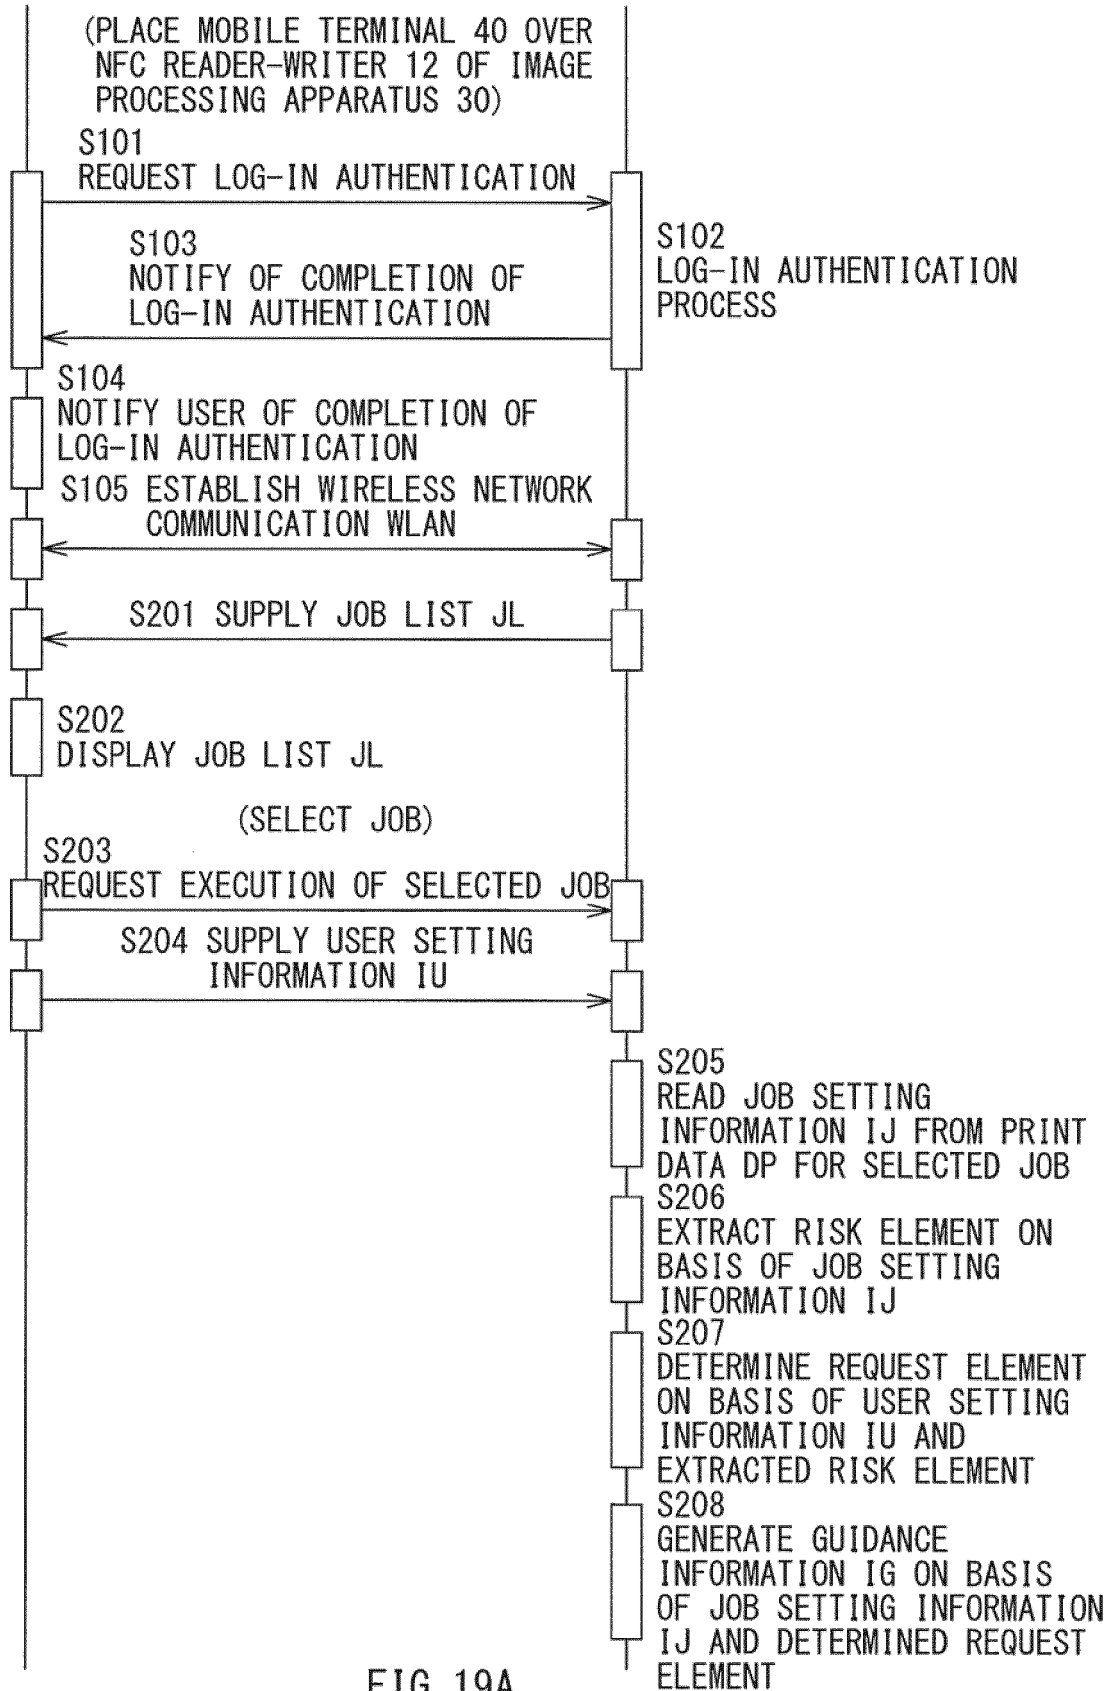 (PLACE MOBILE TERMINAL 40 OVER
NFC READER-WRITER 12 OF IMAGE
PROCESSING APPARATUS 30)
S101
REQUEST LOG-IN AUTHENTICATION
S102
LOG-IN AUTHENTICATION
PROCESS
S103
NOTIFY OF COMPLETION OF
LOG-IN AUTHENTICATION
S104
NOTIFY USER OF COMPLETION OF
LOG-IN AUTHENTICATION
S105 ESTABLISH WIRELESS NETWORK
COMMUNICATION WLAN
S201 SUPPLY JOB LIST JL
S202
DISPLAY JOB LIST JL
(SELECT JOB)
S203
REQUEST EXECUTION OF SELECTED JOB
S204 SUPPLY USER SETTING
INFORMATION IU
S205
READ JOB SETTING
INFORMATION IJ FROM PRINT
DATA DP FOR SELECTED JOB
S206
EXTRACT RISK ELEMENT ON
BASIS OF JOB SETTING
INFORMATION IJ
S207
DETERMINE REQUEST ELEMENT
ON BASIS OF USER SETTING
INFORMATION IU AND
EXTRACTED RISK ELEMENT
S208
GENERATE GUIDANCE
INFORMATION IG ON BASIS
OF JOB SETTING INFORMATION
IJ AND DETERMINED REQUEST
ELEMENT
FIG. 19A